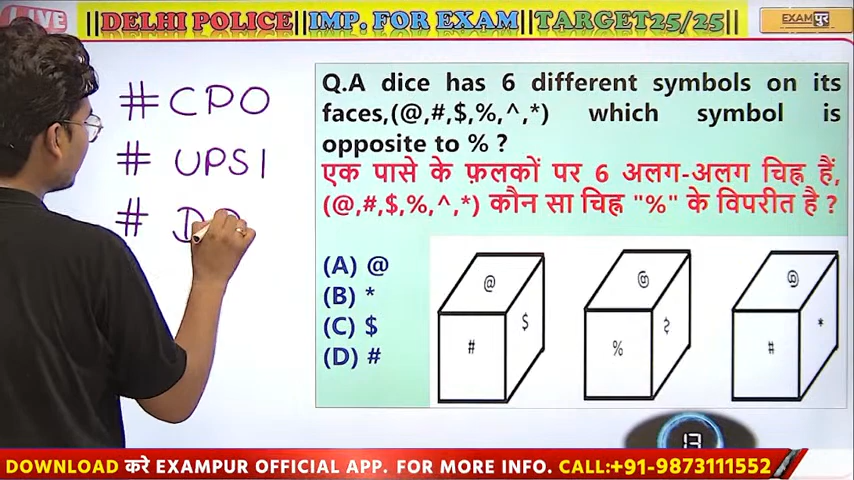 LIVE
||DELHI POLICE||IMP. FOR EXAM||TARGET25/25||
EXAMपुर
# CPO
# UPSI
# DP
Q.A dice has 6 different symbols on its
faces,(@,#,$,%,^,*) which symbol is
opposite to % ?
एक पासे के फ़लकों पर 6 अलग-अलग चिह्न हैं,
(@,#,$,%,^,*) कौन सा चिह्न "%" के विपरीत है ?
(A) @
(B) *
(C) $
(D) #
@
#
$
@
%
$
@
#
*
13
DOWNLOAD करे EXAMPUR OFFICIAL APP. FOR MORE INFO. CALL:+91-9873111552